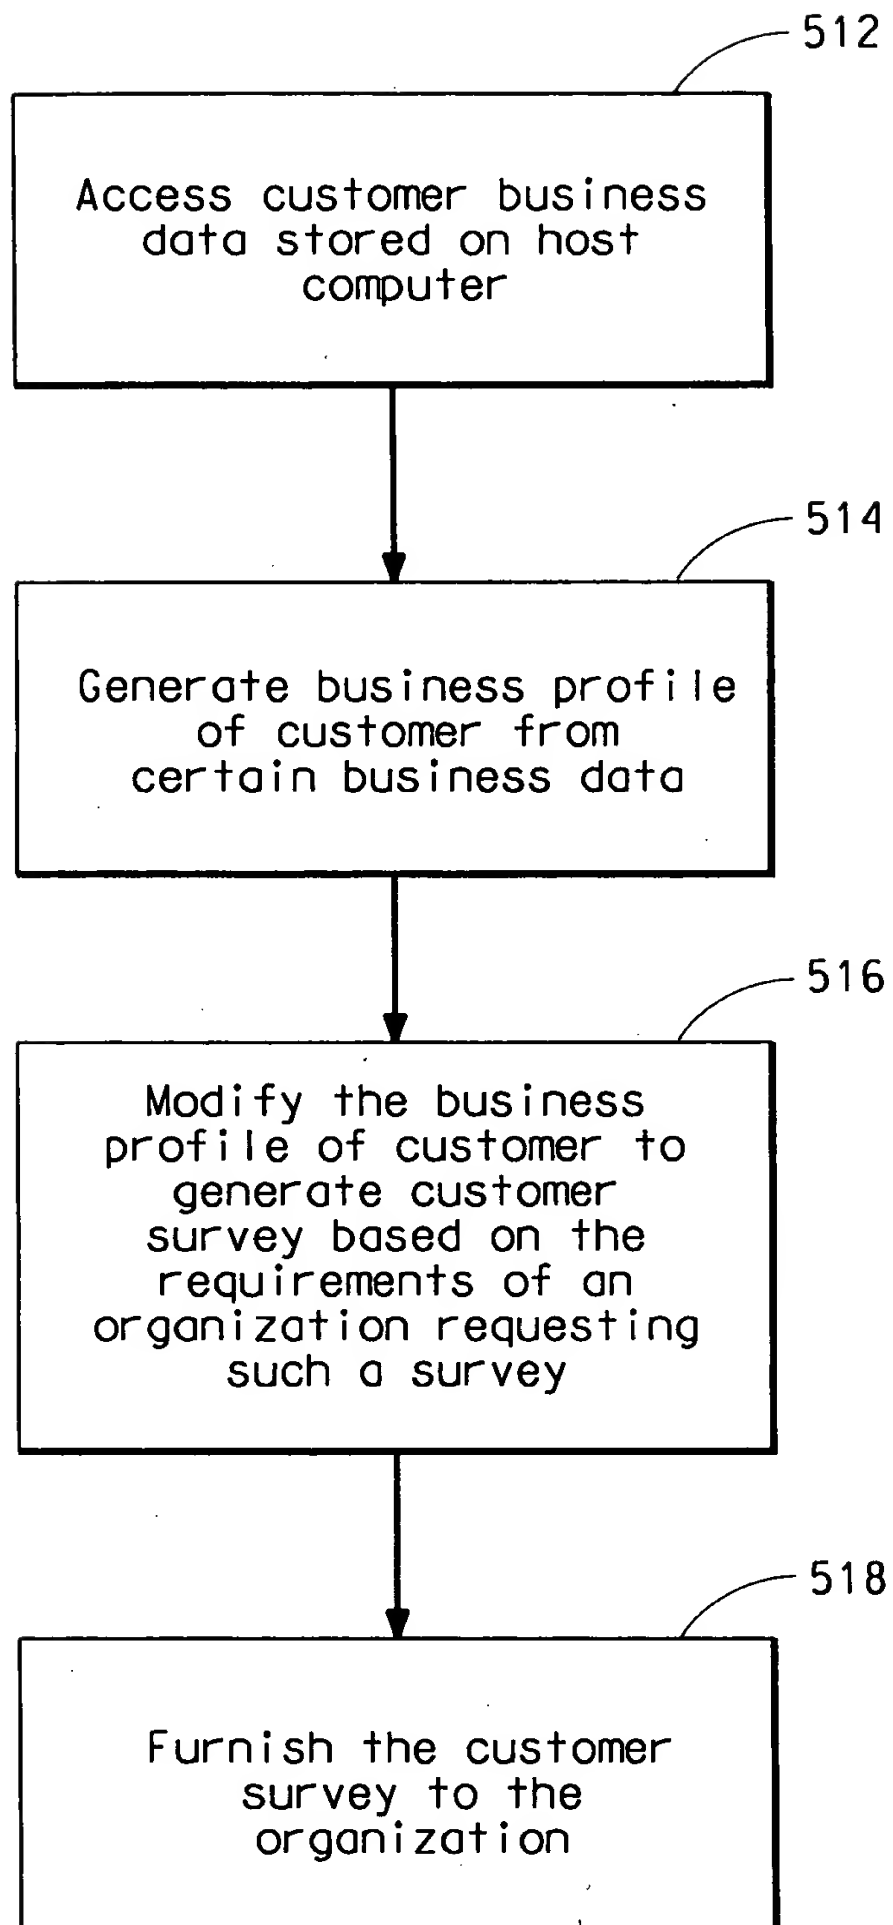 512
Access customer business
data stored on host
computer
514
Generate business profile
of customer from
certain business data
516
Modify the business
profile of customer to
generate customer
survey based on the
requirements of an
organization requesting
such a survey
518
Furnish the customer
survey to the
organization